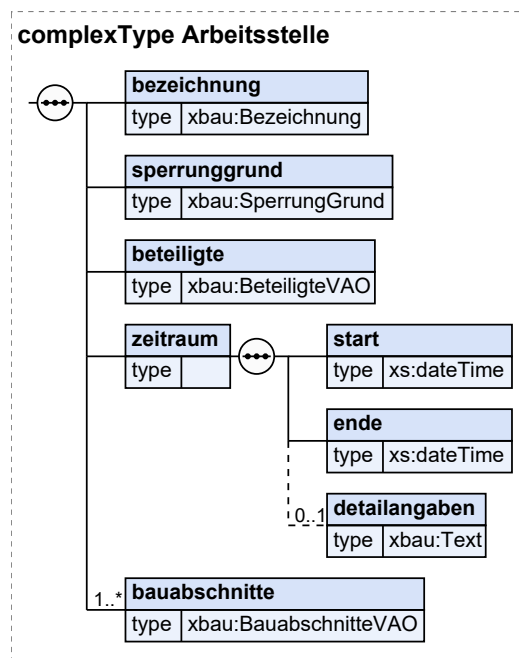 complexType Arbeitsstelle
bezeichnung
type xbau:Bezeichnung
sperrunggrund
type xbau:SperrungGrund
beteiligte
type xbau:BeteiligteVAO
zeitraum
type
start
type xs:dateTime
ende
type xs:dateTime
0..1
detailangaben
type xbau:Text
1..*
bauabschnitte
type xbau:BauabschnitteVAO